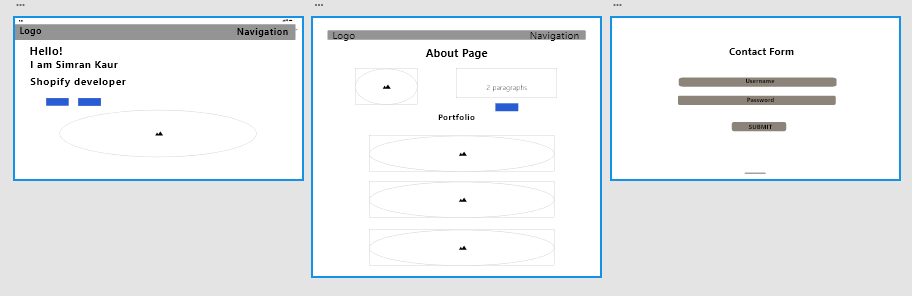 Logo
Navigation
Hello!
I am Simran Kaur
Shopify developer
Logo
Navigation
About Page
2 paragraphs
Portfolio
Contact Form
Username
Password
SUBMIT